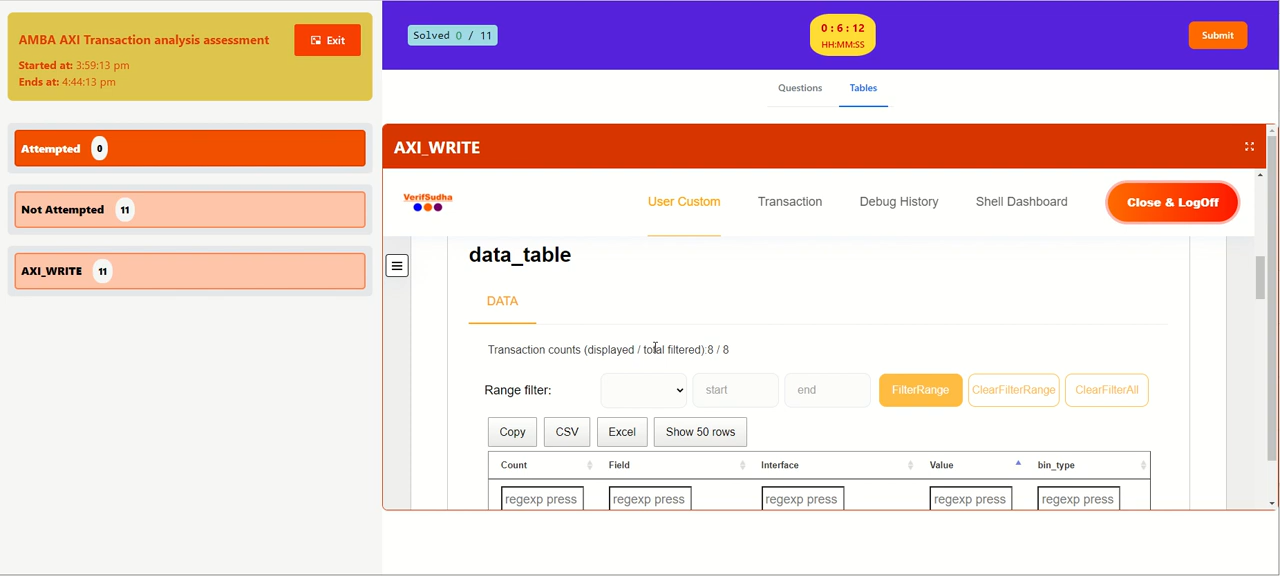 AMBA AXI Transaction analysis assessment
Exit
Started at: 3:59:13 pm
Ends at: 4:44:13 pm
Attempted 0
Not Attempted 11
AXI_WRITE 11
Solved 0 / 11
0 : 6 : 12
HH:MM:SS
Submit
Questions Tables
AXI_WRITE
VerifSudha
User Custom Transaction Debug History Shell Dashboard Close & LogOff
data_table
DATA
Transaction counts (displayed / total filtered):8 / 8
Range filter: start end FilterRange ClearFilterRange ClearFilterAll
Copy CSV Excel Show 50 rows
Count Field Interface Value bin_type
regexp press regexp press regexp press regexp press regexp press